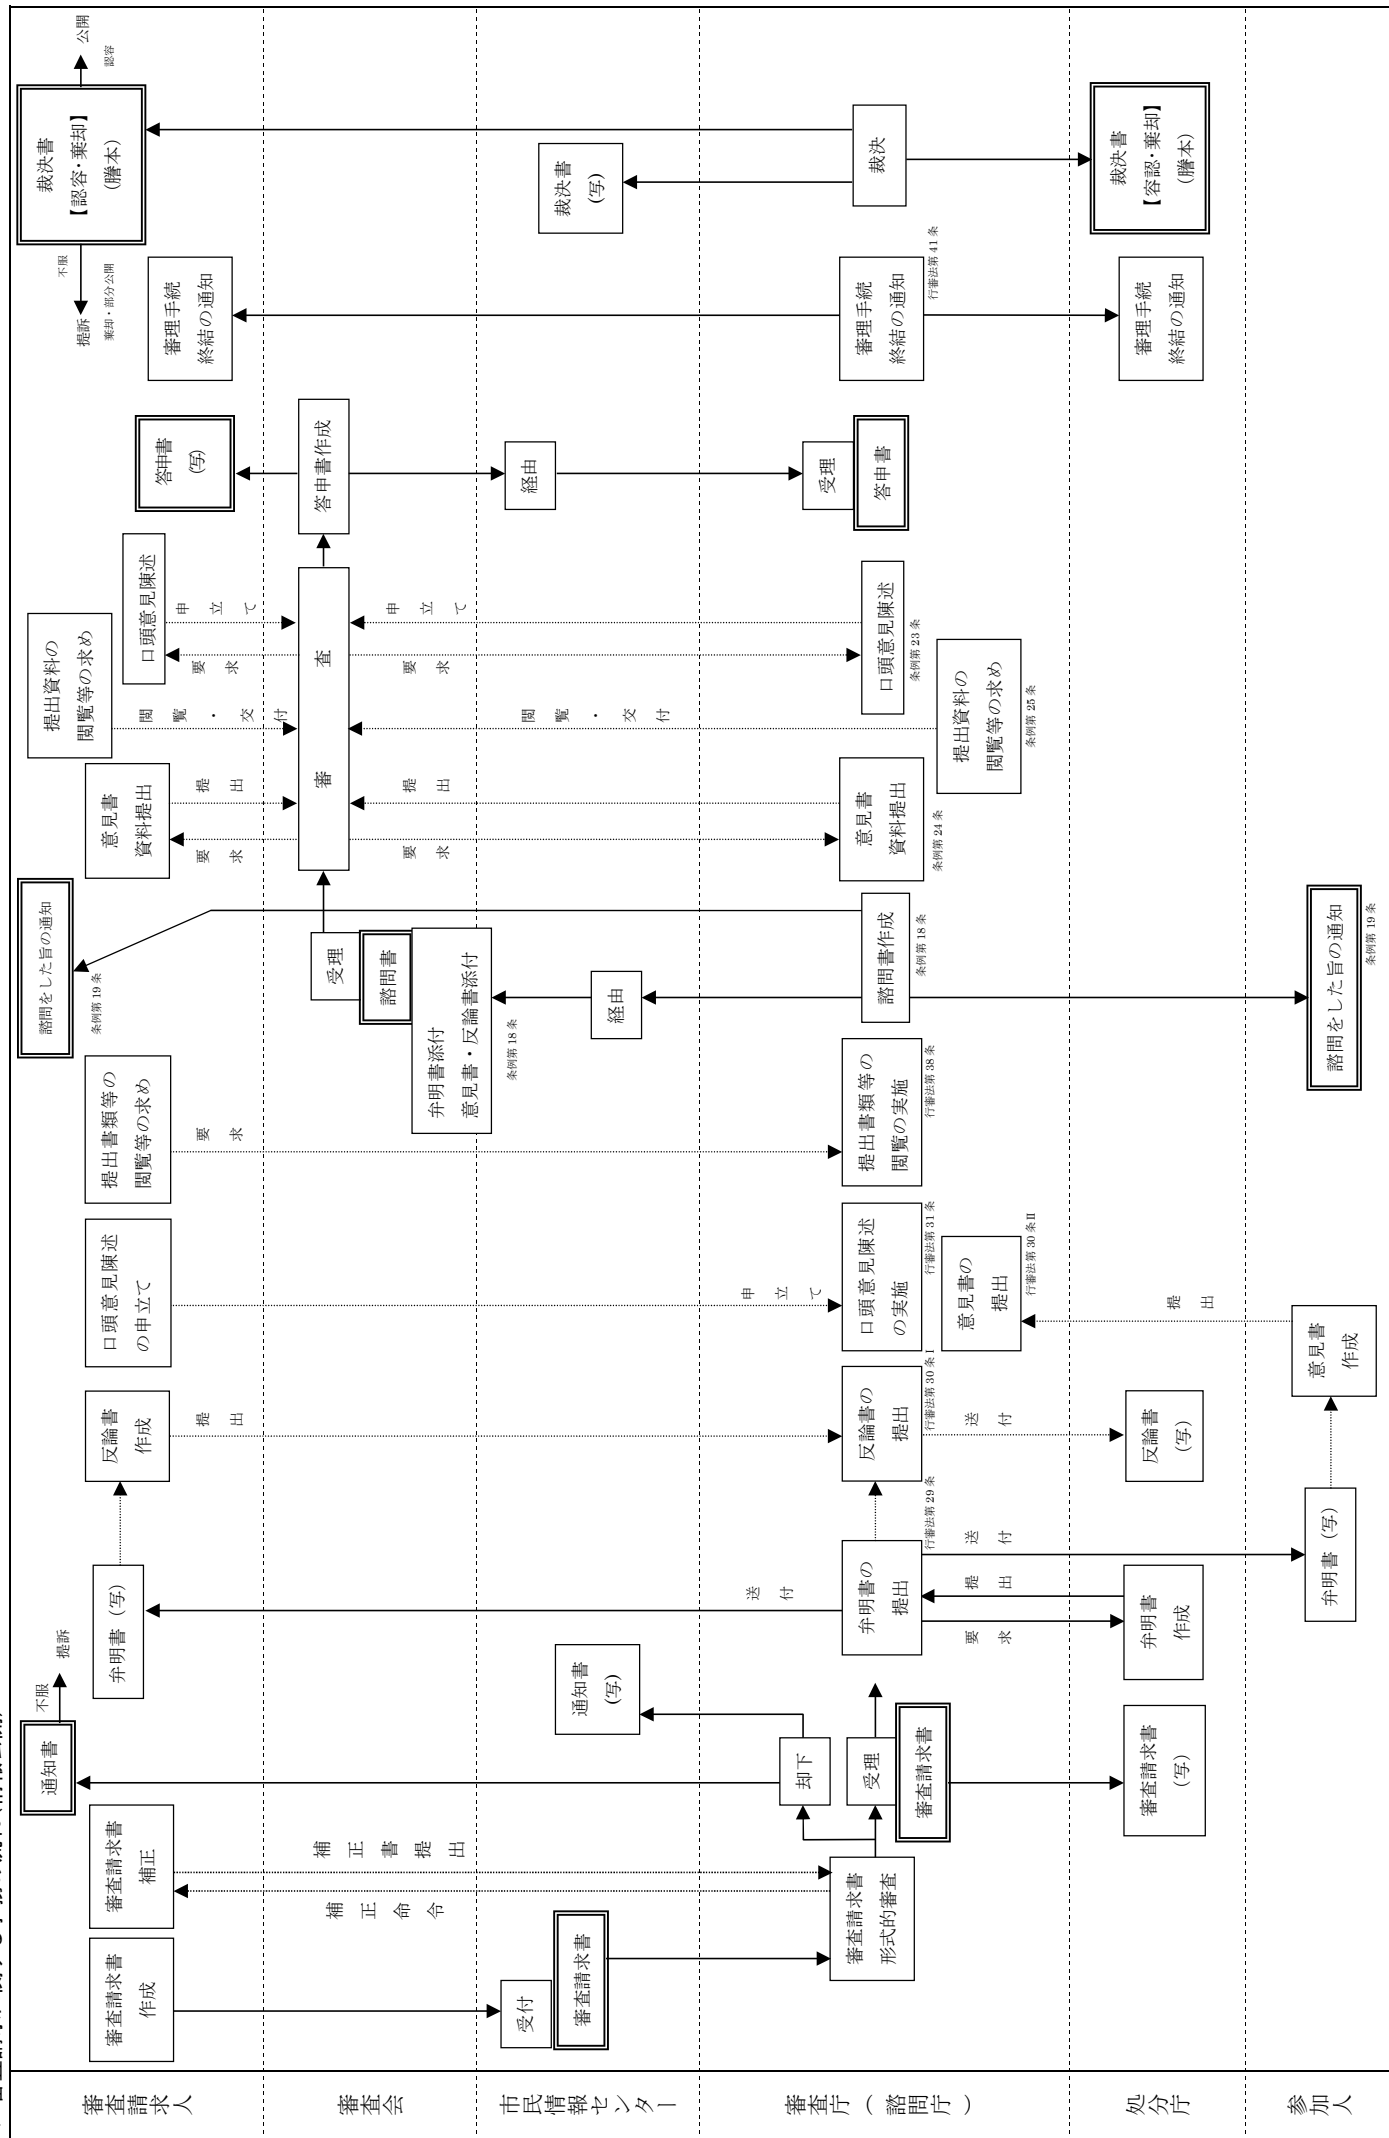 審査請求人
審査請求書
作成
審査請求書
補正
通知書
不服
提訴
弁明書（写）
反論書
作成
提出
口頭意見陳述
の申立て
提出書類等の
閲覧等の求め
要求
諮問をした旨の通知
条例第19条
意見書
資料提出
要求
提出
提出資料の
閲覧等の求め
閲覧・交付
口頭意見陳述
要求
申立て
答申書
(写)
審理手続
終結の通知
提訴
不服
棄却・部分公開
裁決書
【認容・棄却】
(謄本)
公開
認容
審査会
補正命令
補正書提出
受理
諮問書
弁明書添付
意見書・反論書添付
条例第18条
審査
答申書作成
市民情報センター
受付
審査請求書
通知書
(写)
経由
要求
提出
閲覧・交付
要求
申立て
経由
裁決書
(写)
審査庁（諮問庁）
審査請求書
形式的審査
却下
受理
審査請求書
送付
弁明書の
提出
行審法第29条
要求
提出
送付
反論書の
提出
行審法第30条Ⅰ
送付
申立て
口頭意見陳述
の実施
行審法第31条
意見書の
提出
行審法第30条Ⅱ
提出書類等の
閲覧の実施
行審法第38条
諮問書作成
条例第18条
意見書
資料提出
条例第24条
提出資料の
閲覧等の求め
条例第25条
口頭意見陳述
条例第23条
受理
答申書
審理手続
終結の通知
行審法第41条
裁決
処分庁
審査請求書
(写)
弁明書
作成
反論書
(写)
提出
審理手続
終結の通知
裁決書
【容認・棄却】
(謄本)
参加人
弁明書（写）
意見書
作成
諮問をした旨の通知
条例第19条